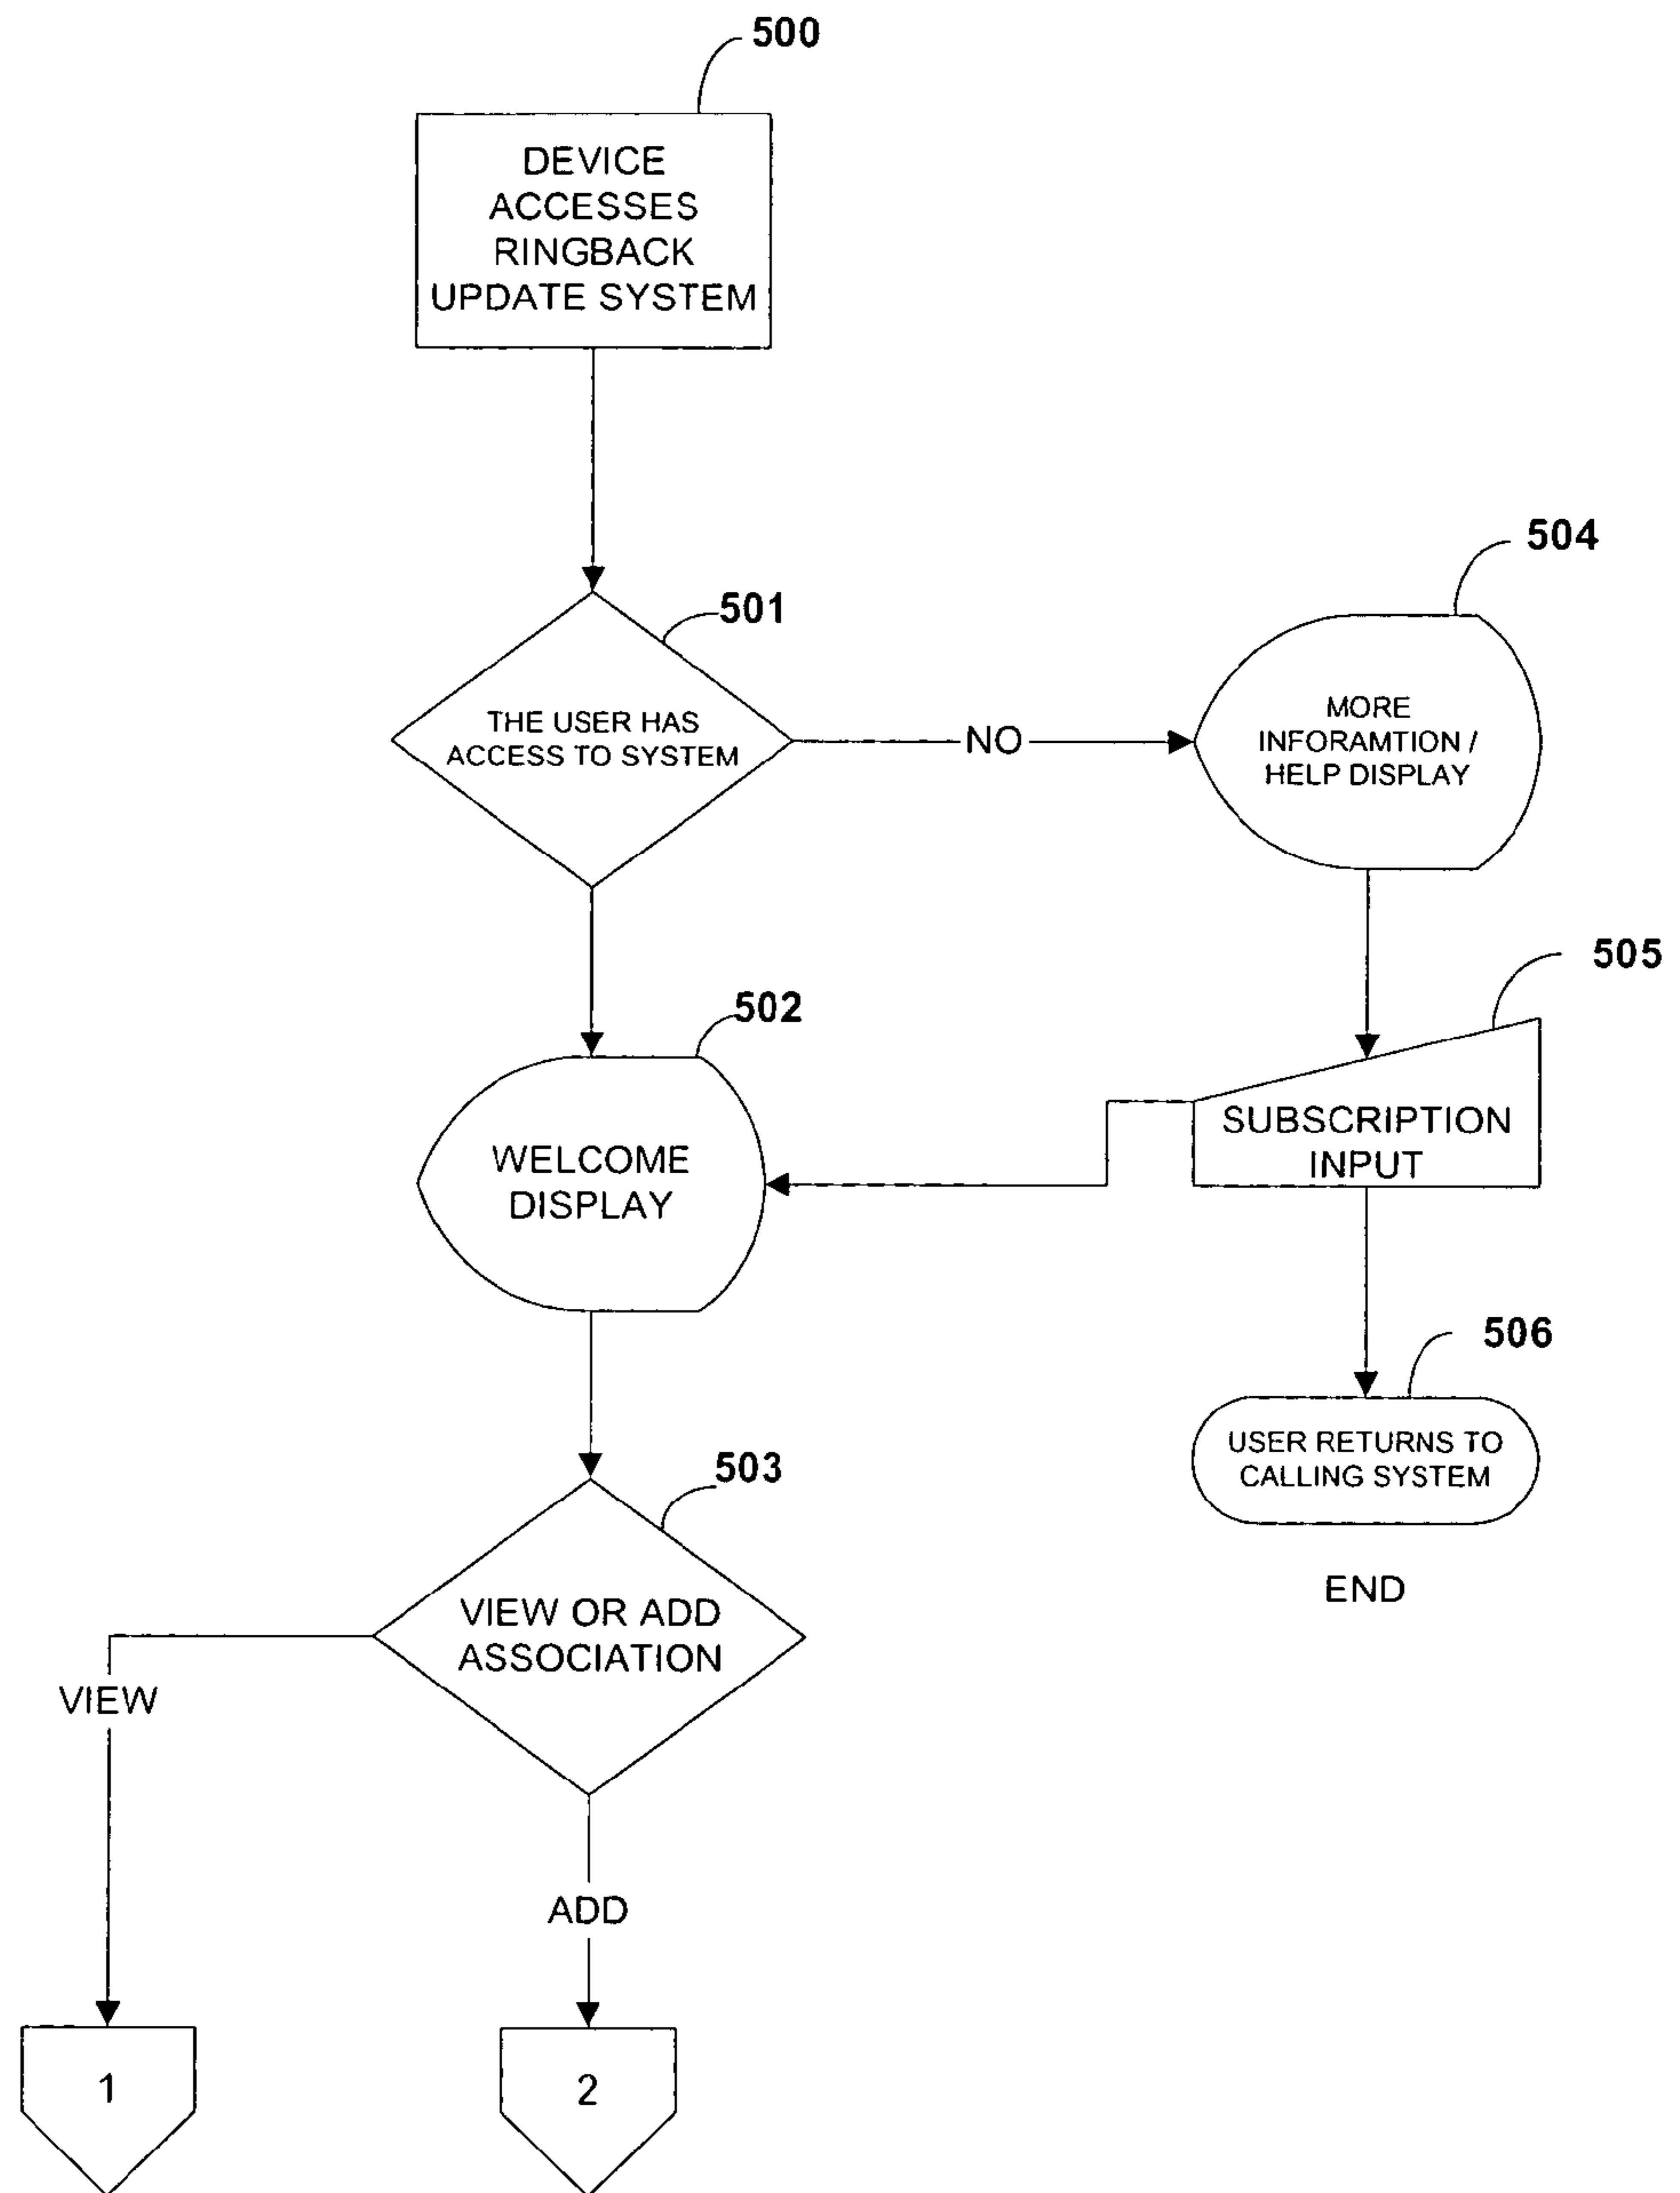 500
DEVICE
ACCESSES
RINGBACK
UPDATE SYSTEM
504
501
THE USER HAS
ACCESS TO SYSTEM
NO
MORE
INFORAMTION /
HELP DISPLAY
505
502
SUBSCRIPTION
INPUT
WELCOME
DISPLAY
506
USER RETURNS TO
CALLING SYSTEM
503
END
VIEW OR ADD
ASSOCIATION
VIEW
ADD
1
2